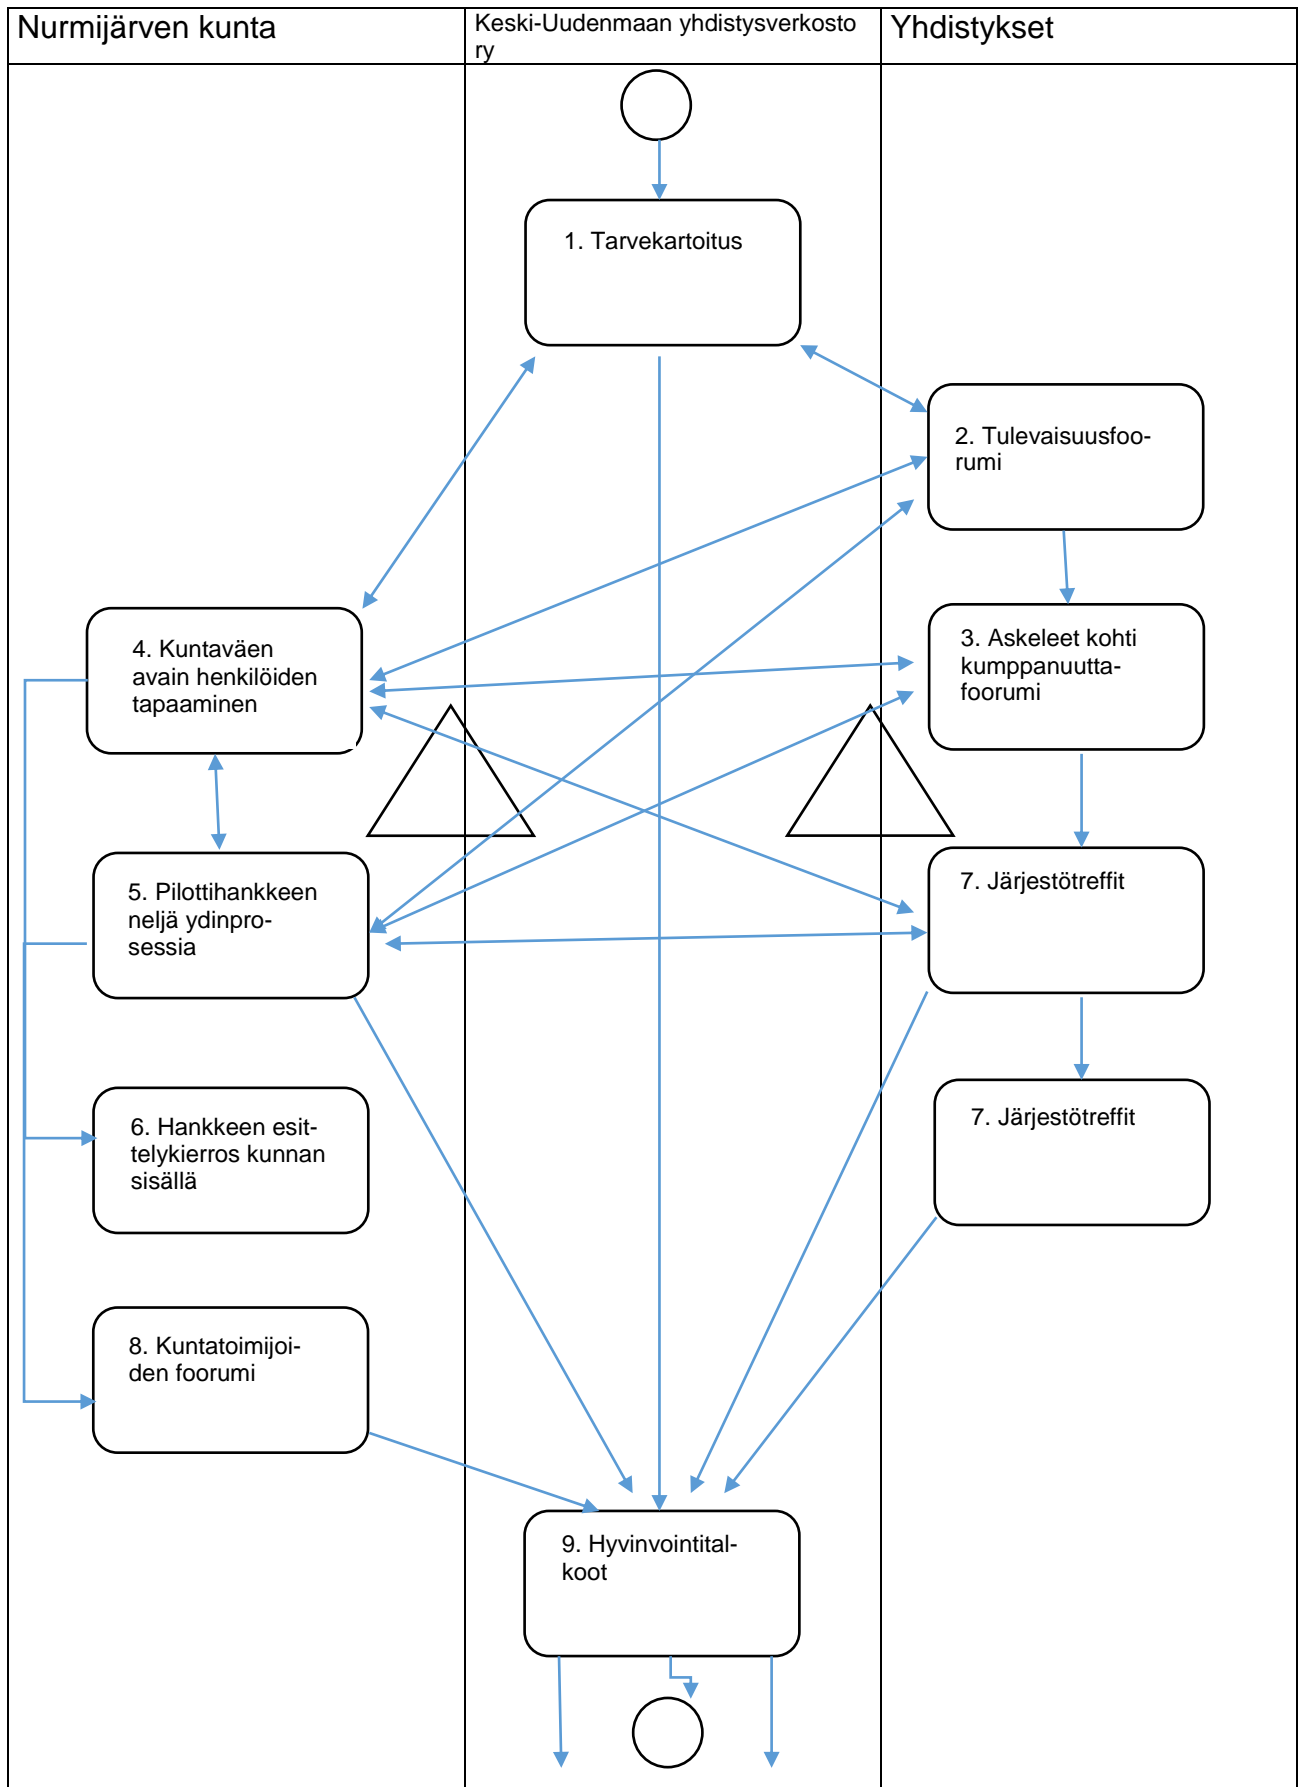 Nurmijärven kunta
Keski-Uudenmaan yhdistysverkosto
ry
Yhdistykset
1. Tarvekartoitus
2. Tulevaisuusfoo-
rumi
4. Kuntaväen
avain henkilöiden
tapaaminen
3. Askeleet kohti
kumppanuutta-
foorumi
5. Pilottihankkeen
neljä ydinpro-
sessia
7. Järjestötreffit
6. Hankkeen esit-
telykierros kunnan
sisällä
7. Järjestötreffit
8. Kuntatoimijoi-
den foorumi
9. Hyvinvointital-
koot